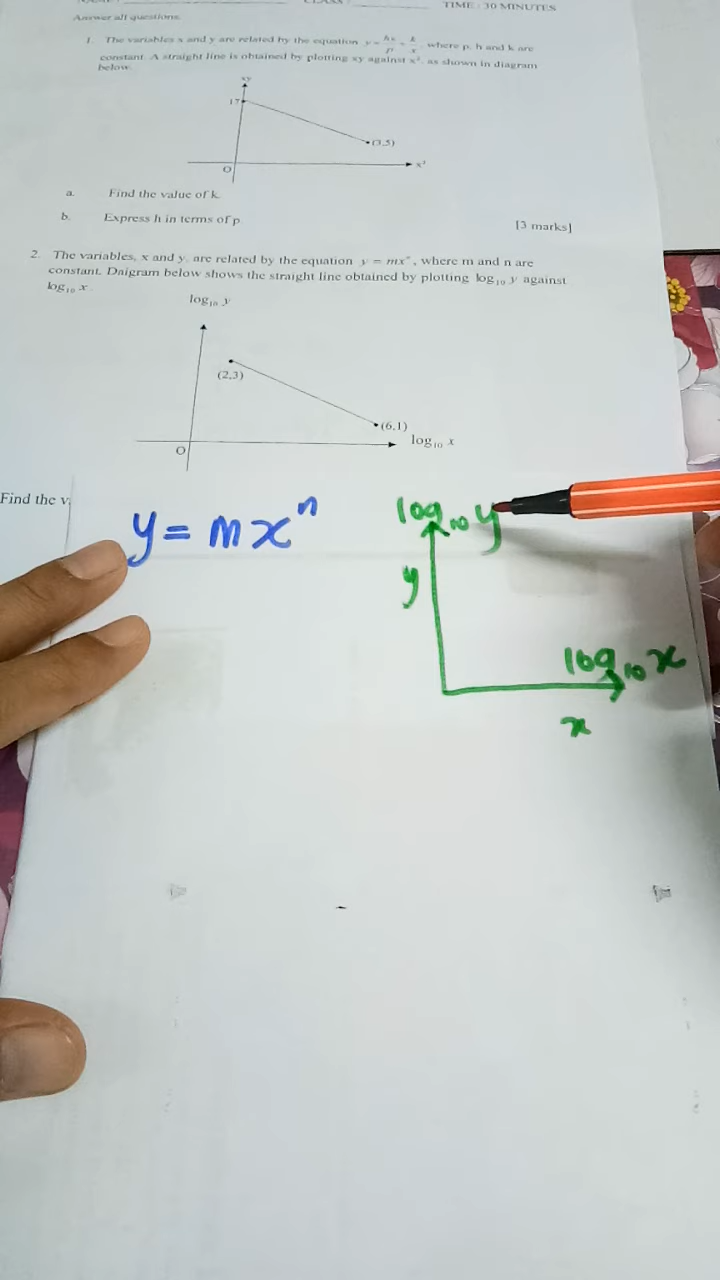 TIME : 30 MINUTES
Answer all questions.
1. The variables x and y are related by the equation y = hx/p + k/x, where p, h and k are
constant. A straight line is obtained by plotting xy against x², as shown in diagram
below.
xy
17
(3,5)
O
x²
a. Find the value of k.
b. Express h in terms of p.
[3 marks]
2. The variables, x and y, are related by the equation y = mxⁿ, where m and n are
constant. Daigram below shows the straight line obtained by plotting log₁₀ y against
log₁₀ x.
log₁₀ y
(2,3)
(6,1)
log₁₀ x
O
Find the v
y = mxⁿ
log₁₀ y
y
log₁₀ x
x